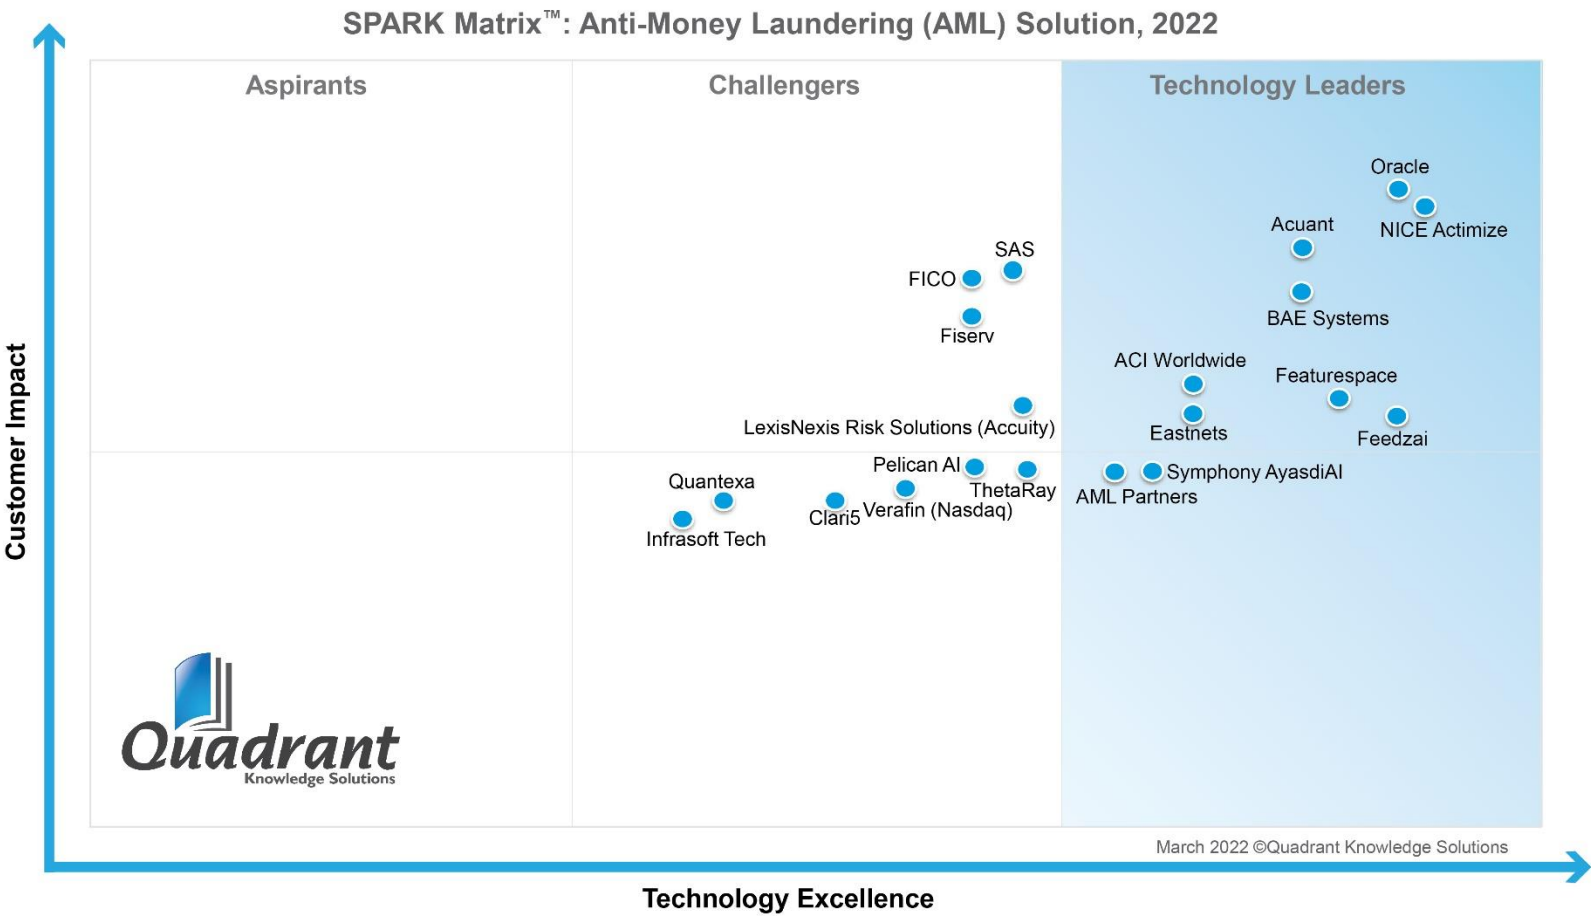 SPARK Matrix™: Anti-Money Laundering (AML) Solution, 2022
Aspirants
Challengers
Technology Leaders
Oracle
NICE Actimize
Acuant
SAS
FICO
BAE Systems
Fiserv
ACI Worldwide
Featurespace
LexisNexis Risk Solutions (Accuity)
Eastnets
Feedzai
Pelican AI
Quantexa
ThetaRay
Symphony AyasdiAI
AML Partners
Clari5
Verafin (Nasdaq)
Infrasoft Tech
Customer Impact
Quadrant
Knowledge Solutions
March 2022 ©Quadrant Knowledge Solutions
Technology Excellence